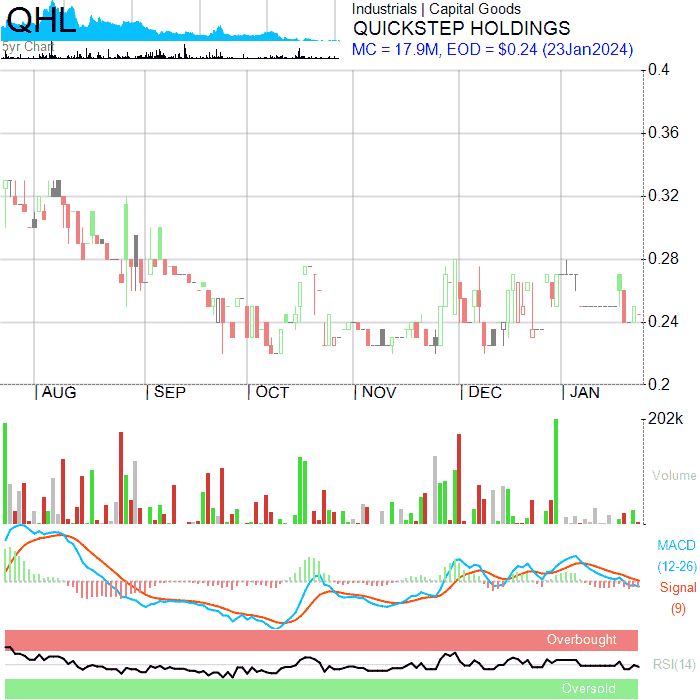 QHL
5yr Chart
Industrials | Capital Goods
QUICKSTEP HOLDINGS
MC = 17.9M, EOD = $0.24 (23Jan2024)
0.4
0.36
0.32
0.28
0.24
0.2
AUG SEP OCT NOV DEC JAN
202k
Volume
MACD
(12-26)
Signal
(9)
Overbought
RSI(14)
Oversold